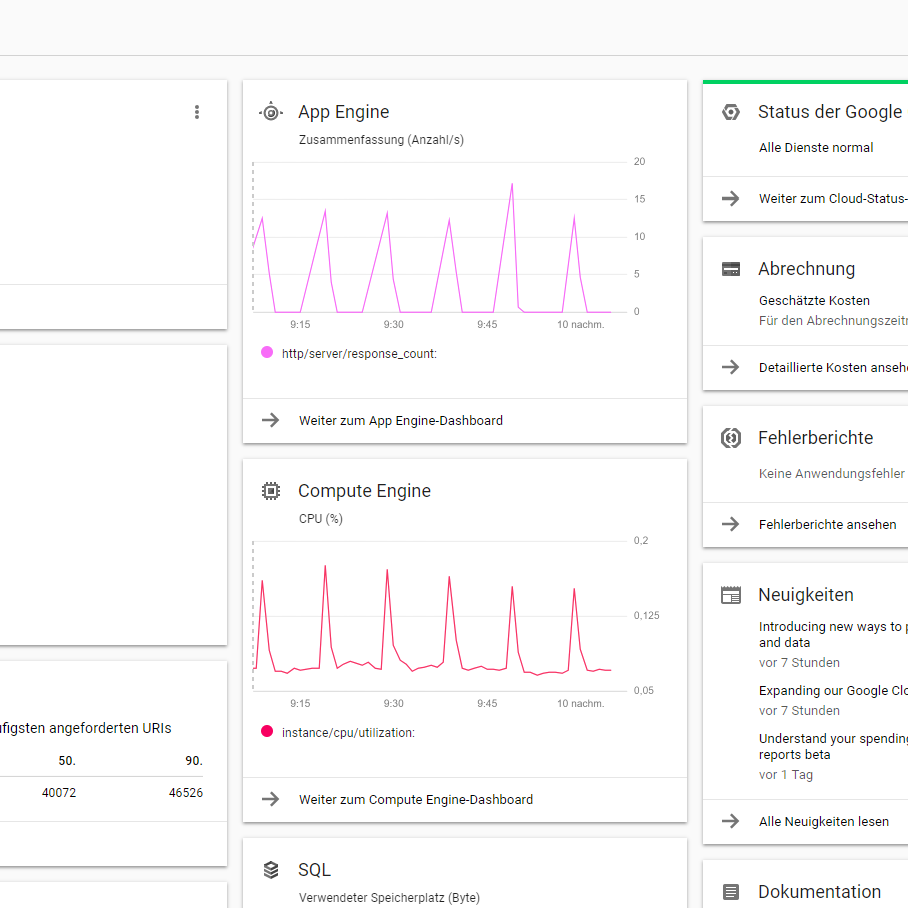 App Engine
Zusammenfassung (Anzahl/s)
20
15
10
5
0
9:15
9:30
9:45
10 nachm.
http/server/response_count:
Weiter zum App Engine-Dashboard
Compute Engine
CPU (%)
0,2
0,125
0,05
9:15
9:30
9:45
10 nachm.
instance/cpu/utilization:
Weiter zum Compute Engine-Dashboard
SQL
Verwendeter Speicherplatz (Byte)
figsten angeforderten URIs
50.
90.
40072
46526
Status der Google
Alle Dienste normal
Weiter zum Cloud-Status-
Abrechnung
Geschätzte Kosten
Für den Abrechnungszeitr
Detaillierte Kosten anseh
Fehlerberichte
Keine Anwendungsfehler
Fehlerberichte ansehen
Neuigkeiten
Introducing new ways to p
and data
vor 7 Stunden
Expanding our Google Clo
vor 7 Stunden
Understand your spending
reports beta
vor 1 Tag
Alle Neuigkeiten lesen
Dokumentation